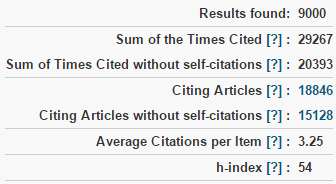 Results found: 9000
Sum of the Times Cited [?] : 29267
Sum of Times Cited without self-citations [?] : 20393
Citing Articles [?] : 18846
Citing Articles without self-citations [?] : 15128
Average Citations per Item [?] : 3.25
h-index [?] : 54